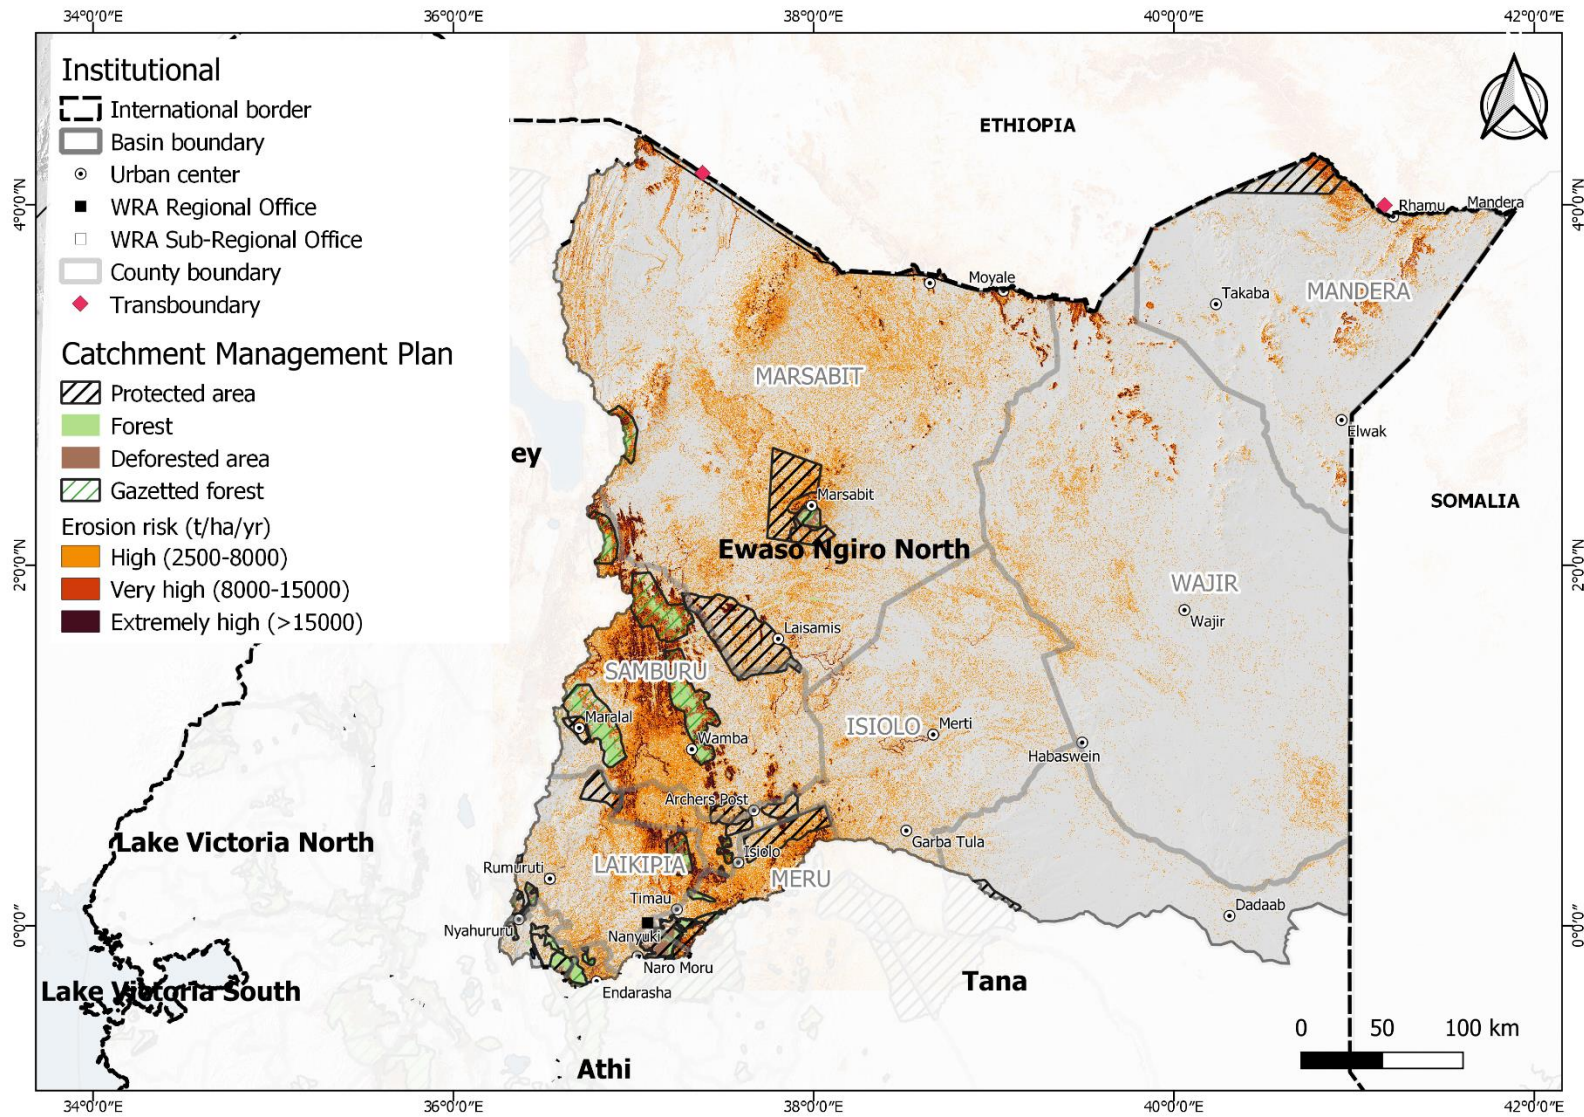 34°0'0"E 36°0'0"E 38°0'0"E 40°0'0"E 42°0'0"E
Institutional
International border
Basin boundary
Urban center
WRA Regional Office
WRA Sub-Regional Office
County boundary
Transboundary
Catchment Management Plan
Protected area
Forest
Deforested area
Gazetted forest
Erosion risk (t/ha/yr)
High (2500-8000)
Very high (8000-15000)
Extremely high (>15000)
ETHIOPIA
4°0'0"N
4°0'0"N
Rhamu
Mandera
Moyale
Takaba
MANDERA
MARSABIT
Elwak
ey
Marsabit
SOMALIA
Ewaso Ngiro North
2°0'0"N
2°0'0"N
WAJIR
Wajir
Laisamis
SAMBURU
Maralal
ISIOLO
Merti
Wamba
Habaswein
Archers Post
Lake Victoria North
Garba Tula
Isiolo
Rumuruti
LAIKIPIA
MERU
Timau
Dadaab
0°0'0"
0°0'0"
Nyahururu
Nanyuki
Naro Moru
Tana
Endarasha
Lake Victoria South
0 50 100 km
Athi
34°0'0"E 36°0'0"E 38°0'0"E 40°0'0"E 42°0'0"E